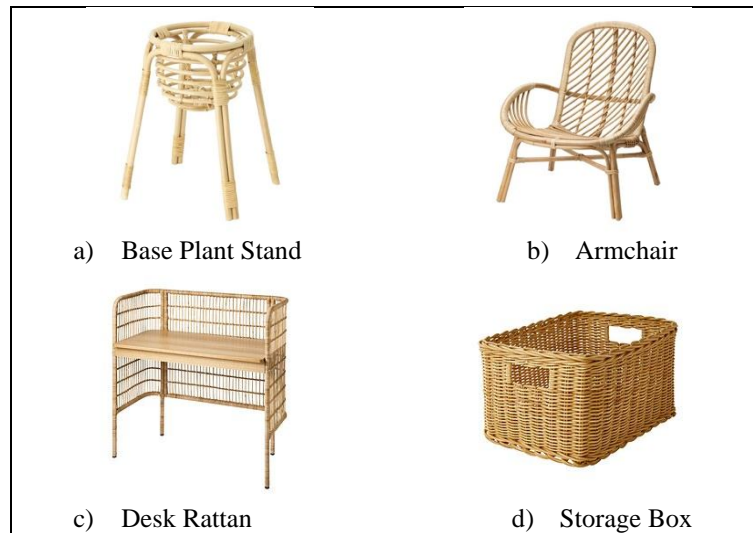 a) Base Plant Stand
b) Armchair
c) Desk Rattan
d) Storage Box